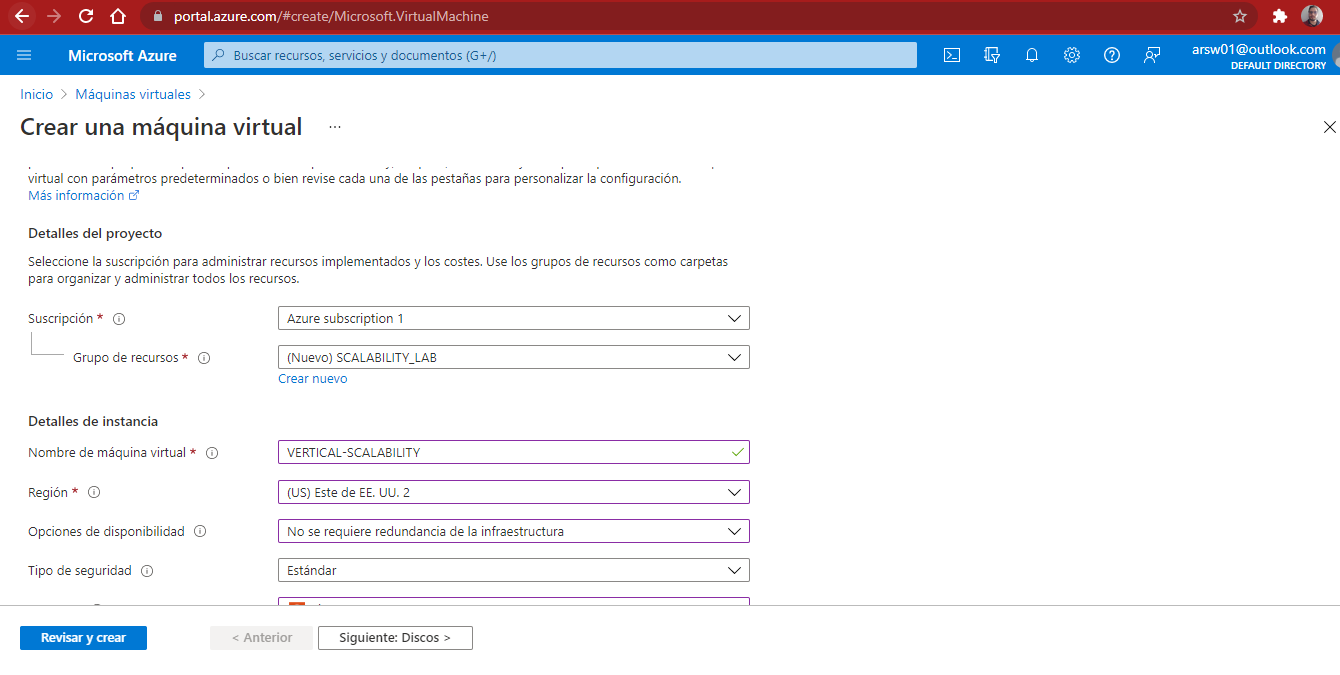 portal.azure.com/#create/Microsoft.VirtualMachine
Microsoft Azure
Buscar recursos, servicios y documentos (G+/)
arsw01@outlook.com
DEFAULT DIRECTORY
Inicio > Máquinas virtuales >
Crear una máquina virtual ...
virtual con parámetros predeterminados o bien revise cada una de las pestañas para personalizar la configuración.
Más información
Detalles del proyecto
Seleccione la suscripción para administrar recursos implementados y los costes. Use los grupos de recursos como carpetas
para organizar y administrar todos los recursos.
Suscripción * Azure subscription 1
Grupo de recursos * (Nuevo) SCALABILITY_LAB
Crear nuevo
Detalles de instancia
Nombre de máquina virtual * VERTICAL-SCALABILITY
Región * (US) Este de EE. UU. 2
Opciones de disponibilidad No se requiere redundancia de la infraestructura
Tipo de seguridad Estándar
Revisar y crear < Anterior Siguiente: Discos >